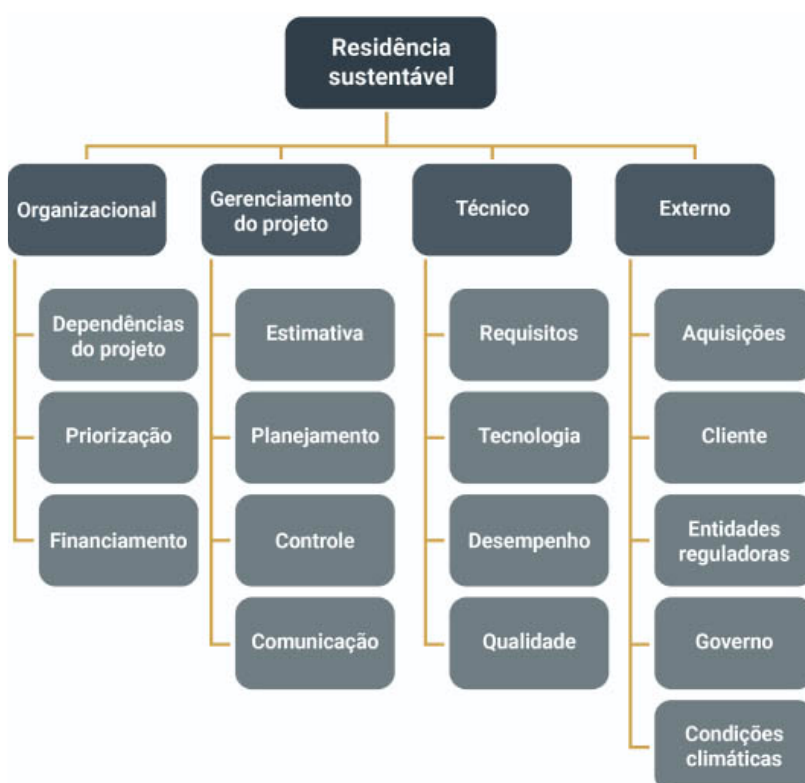 Residência
sustentável
Organizacional
Gerenciamento
do projeto
Técnico
Externo
Dependências
do projeto
Priorização
Financiamento
Estimativa
Planejamento
Controle
Comunicação
Requisitos
Tecnologia
Desempenho
Qualidade
Aquisições
Cliente
Entidades
reguladoras
Governo
Condições
climáticas